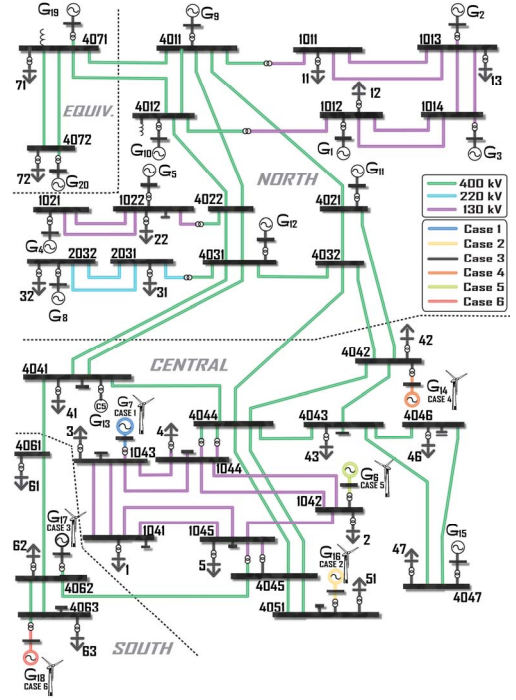 G19
G9
G2
4071
4011
1011
1013
71
11
13
EQUIV.
4012
12
1012
1014
4072
G10
G1
G3
72
G20
G5
NORTH
G11
1021
1022
4022
4021
400 kV
220 kV
130 kV
G4
22
G12
2032
2031
4031
4032
Case 1
Case 2
Case 3
Case 4
Case 5
Case 6
32
G8
31
42
CENTRAL
4042
4041
41
CS
G13
G7
CASE 1
G14
CASE 4
4044
4043
4046
3
4
43
46
4061
1043
1044
G6
CASE 5
61
G17
CASE 3
1042
62
1041
1045
2
G15
1
5
G16
CASE 2
51
47
4062
4045
4047
4063
4051
63
SOUTH
G18
CASE 6